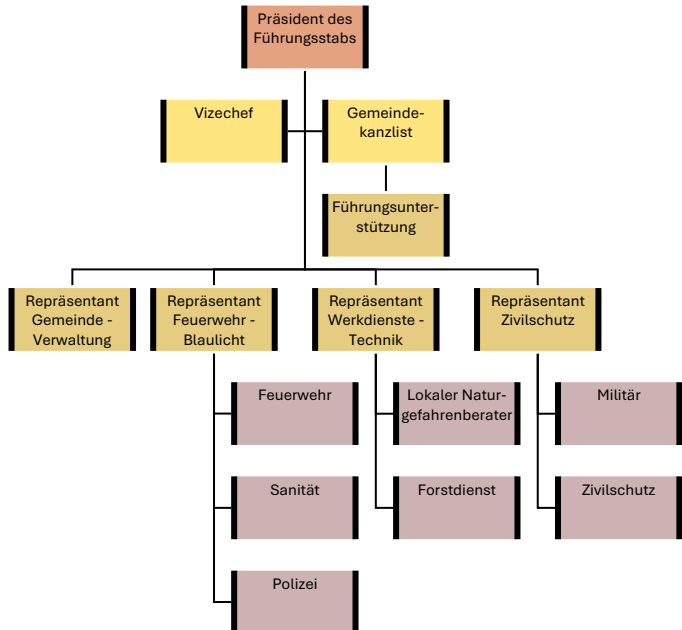 Präsident des
Führungsstabs
Vizechef
Gemeinde-
kanzlist
Führungsunter-
stützung
Repräsentant
Gemeinde -
Verwaltung
Repräsentant
Feuerwehr -
Blaulicht
Repräsentant
Werkdienste -
Technik
Repräsentant
Zivilschutz
Feuerwehr
Lokaler Natur-
gefahrenberater
Militär
Sanität
Forstdienst
Zivilschutz
Polizei